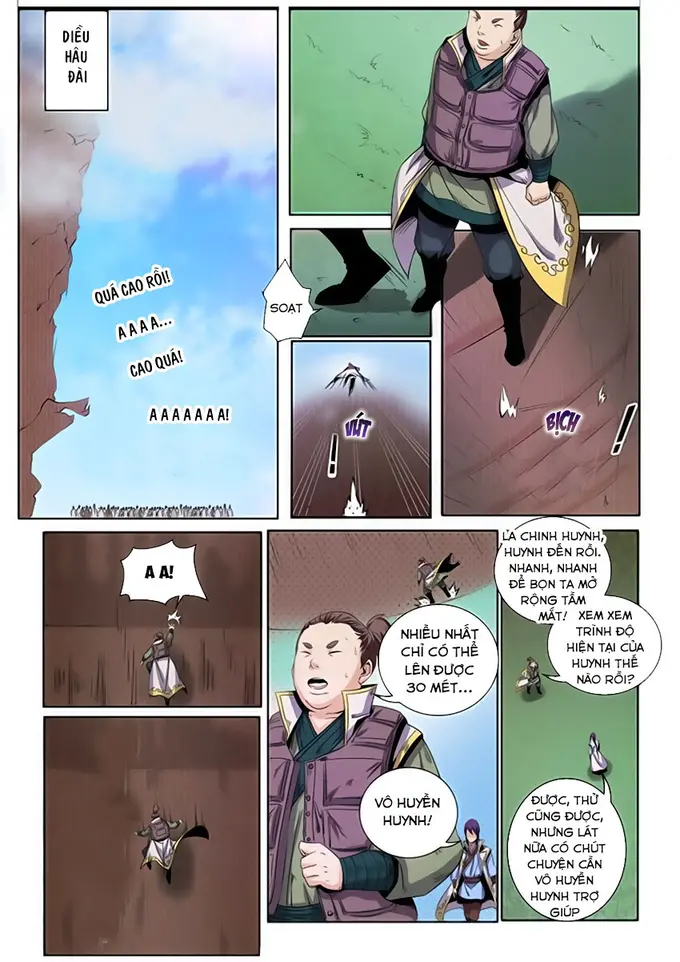 DIỀU
HÂU
ĐÀI
QUÁ CAO RỒI!
A A A A...
CAO QUÁ!
A A A A A A A!
SOẠT
VÚT
!
BỊCH
!
A A!
NHIỀU NHẤT
CHỈ CÓ THỂ
LÊN ĐƯỢC
30 MÉT...
VÔ HUYỀN
HUYNH!
LẢ CHINH HUYNH,
HUYNH ĐẾN RỒI.
NHANH, NHANH
ĐỂ BỌN TA MỞ
RỘNG TẦM
MẮT!
XEM XEM
TRÌNH ĐỘ
HIỆN TẠI CỦA
HUYNH THẾ
NÀO RỒI?
ĐƯỢC, THỬ
CŨNG ĐƯỢC,
NHƯNG LÁT
NỮA CÓ CHÚT
CHUYỆN CẦN
VÔ HUYỀN
HUYNH TRỢ
GIÚP